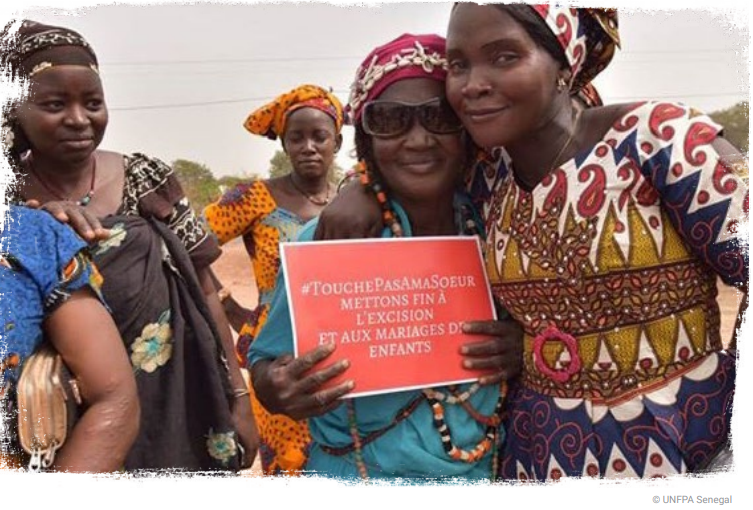 #TouchePasAmaSoeur
mettons fin à
l'excision
et aux mariages d'
enfants
© UNFPA Senegal